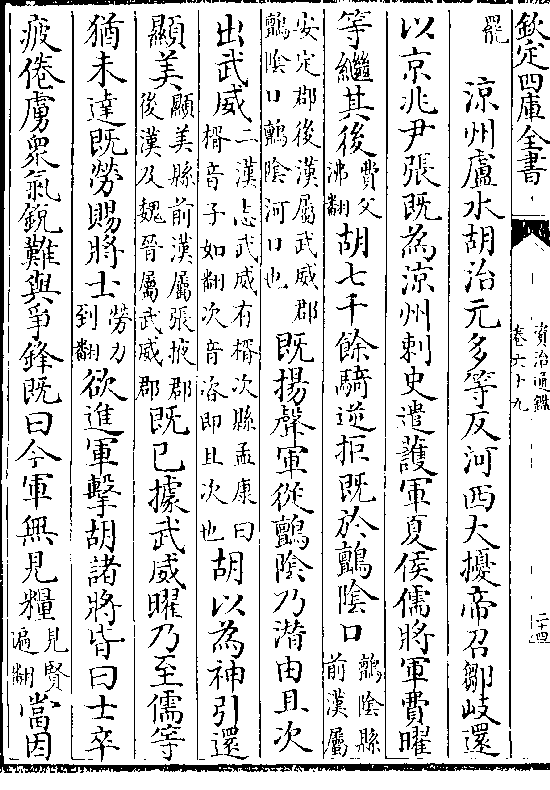 欽定四庫全書
資治通鑑
卷六十九
二十四
罷
涼州盧水胡治元多等反河西大擾帝召鄒岐還
以京兆尹張既為涼州刺史遣護軍夏侯儒將軍費曜
等繼其後費父沸翻胡七千餘騎逆拒既於鸇陰口鸇陰縣前漢屬
安定郡後漢屬武威郡鸇陰口鸇陰河口也既揚聲軍從鸇陰乃潛由且次
出武威二漢志武威有揟次縣孟康曰揟音子如翻次音咨即且次也胡以為神引還
顯美顯美縣前漢屬張掖郡後漢及魏晉屬武威郡既已據武威曜乃至儒等
猶未達既勞賜將士勞力到翻欲進軍擊胡諸將皆曰士卒
疲倦虜衆氣銳難與爭鋒既曰今軍無見糧見賢遍翻當因